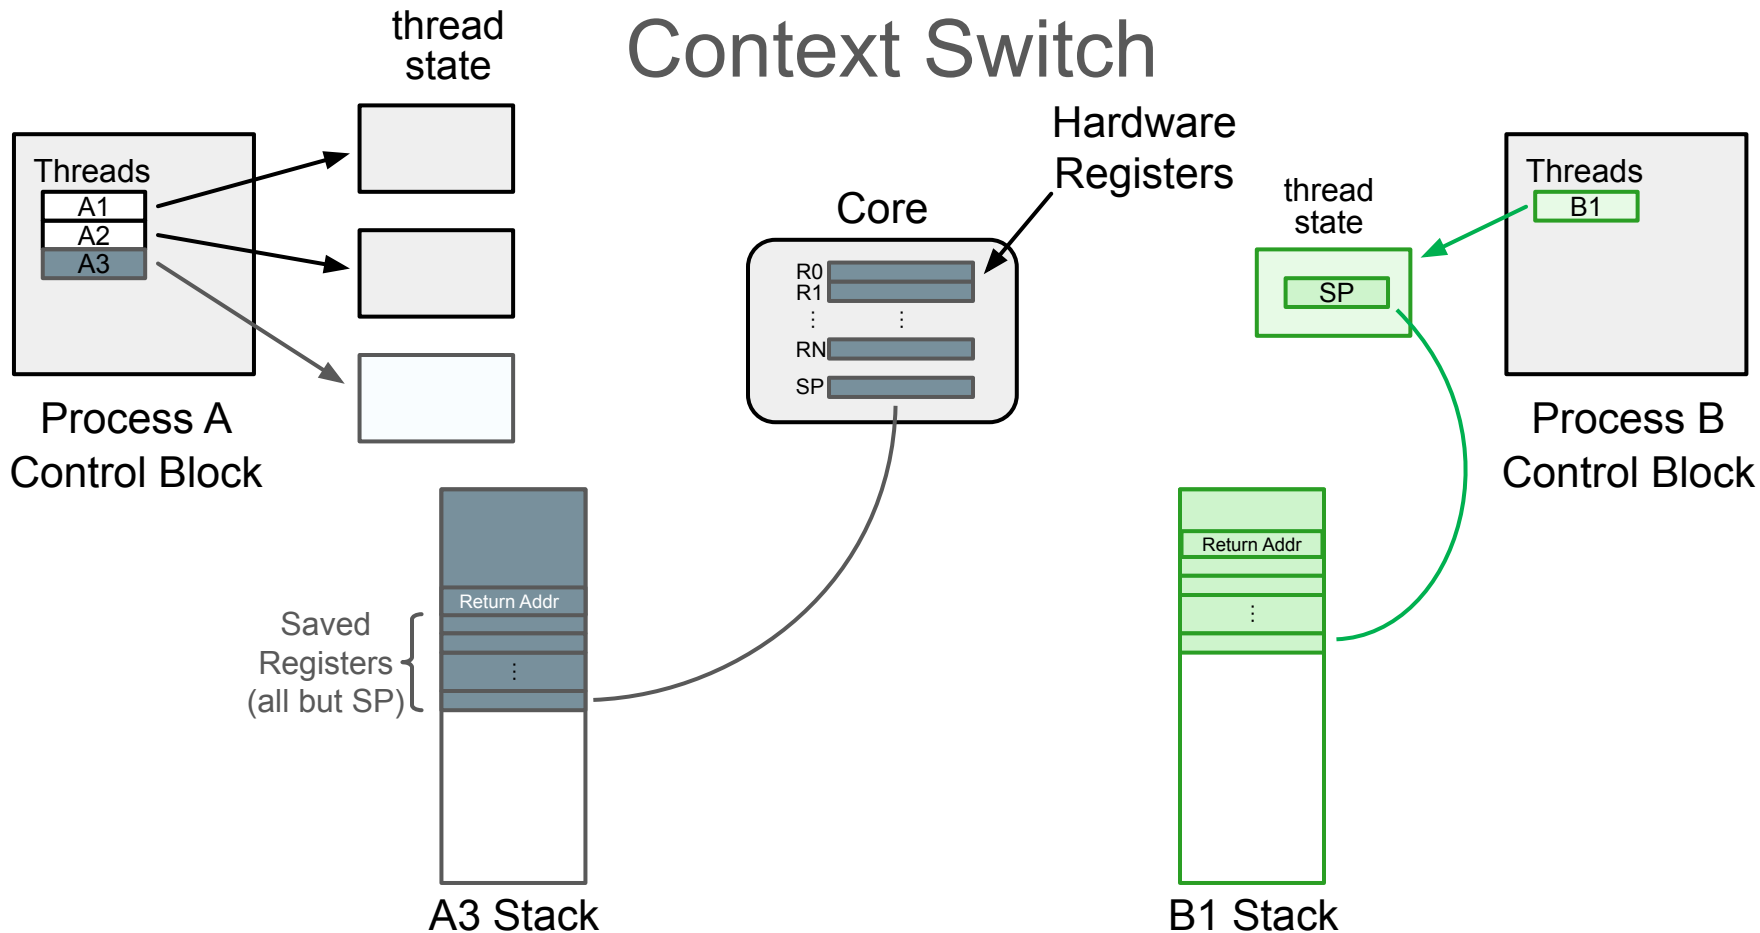 Context Switch
thread
state
Threads
A1
A2
A3
Process A
Control Block
Core
R0
R1
⋮ ⋮
RN
SP
Hardware
Registers
thread
state
SP
Threads
B1
Process B
Control Block
Return Addr
⋮
Saved
Registers
(all but SP)
A3 Stack
Return Addr
⋮
B1 Stack